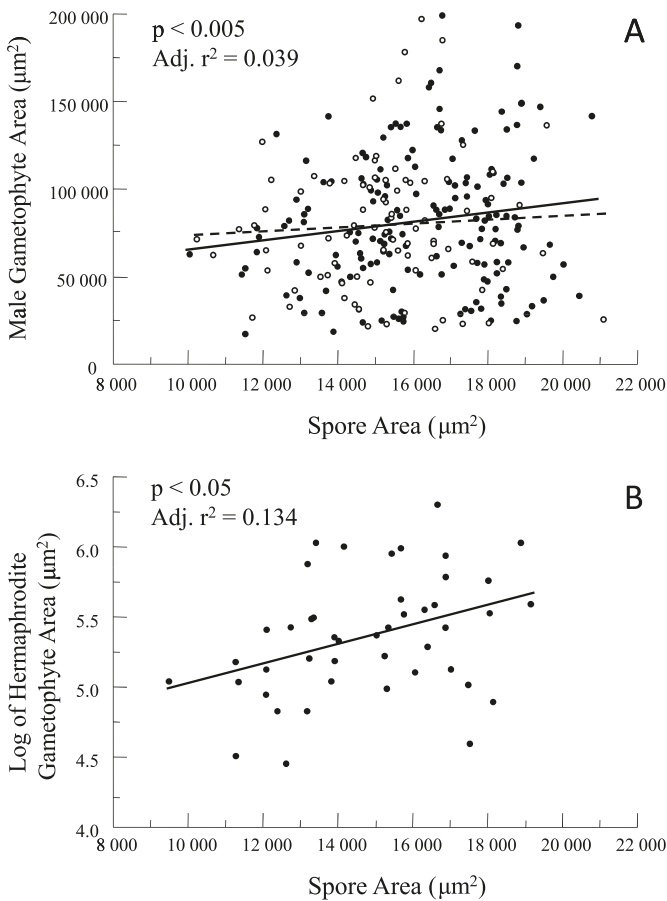 200 000
150 000
100 000
50 000
0
Male Gametophyte Area (μm²)
p < 0.005
Adj. r² = 0.039
A
8 000 10 000 12 000 14 000 16 000 18 000 20 000 22 000
Spore Area (μm²)
6.5
6.0
5.5
5.0
4.5
4.0
Log of Hermaphrodite
Gametophyte Area (μm²)
p < 0.05
Adj. r² = 0.134
B
8 000 10 000 12 000 14 000 16 000 18 000 20 000 22 000
Spore Area (μm²)